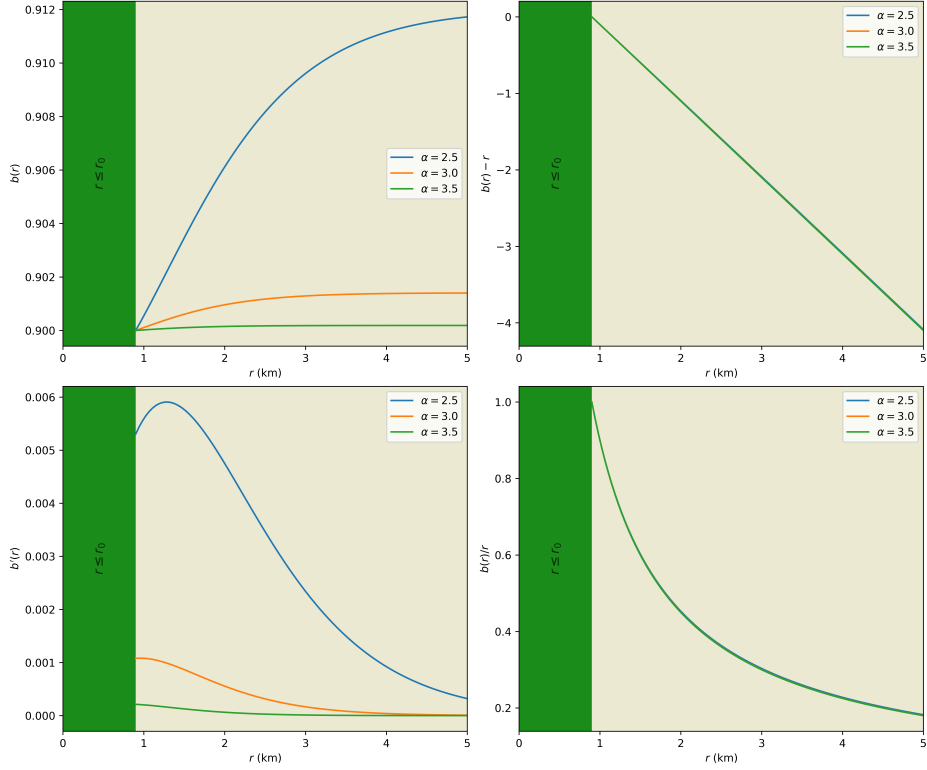 0.912
0.910
0.908
0.906
0.904
0.902
0.900
b(r)
r ≤ r₀
α = 2.5
α = 3.0
α = 3.5
0 1 2 3 4 5
r (km)
0
−1
−2
−3
−4
b(r) − r
r ≤ r₀
α = 2.5
α = 3.0
α = 3.5
0 1 2 3 4 5
r (km)
0.006
0.005
0.004
0.003
0.002
0.001
0.000
b′(r)
r ≤ r₀
α = 2.5
α = 3.0
α = 3.5
0 1 2 3 4 5
r (km)
1.0
0.8
0.6
0.4
0.2
b(r)/r
r ≤ r₀
α = 2.5
α = 3.0
α = 3.5
0 1 2 3 4 5
r (km)